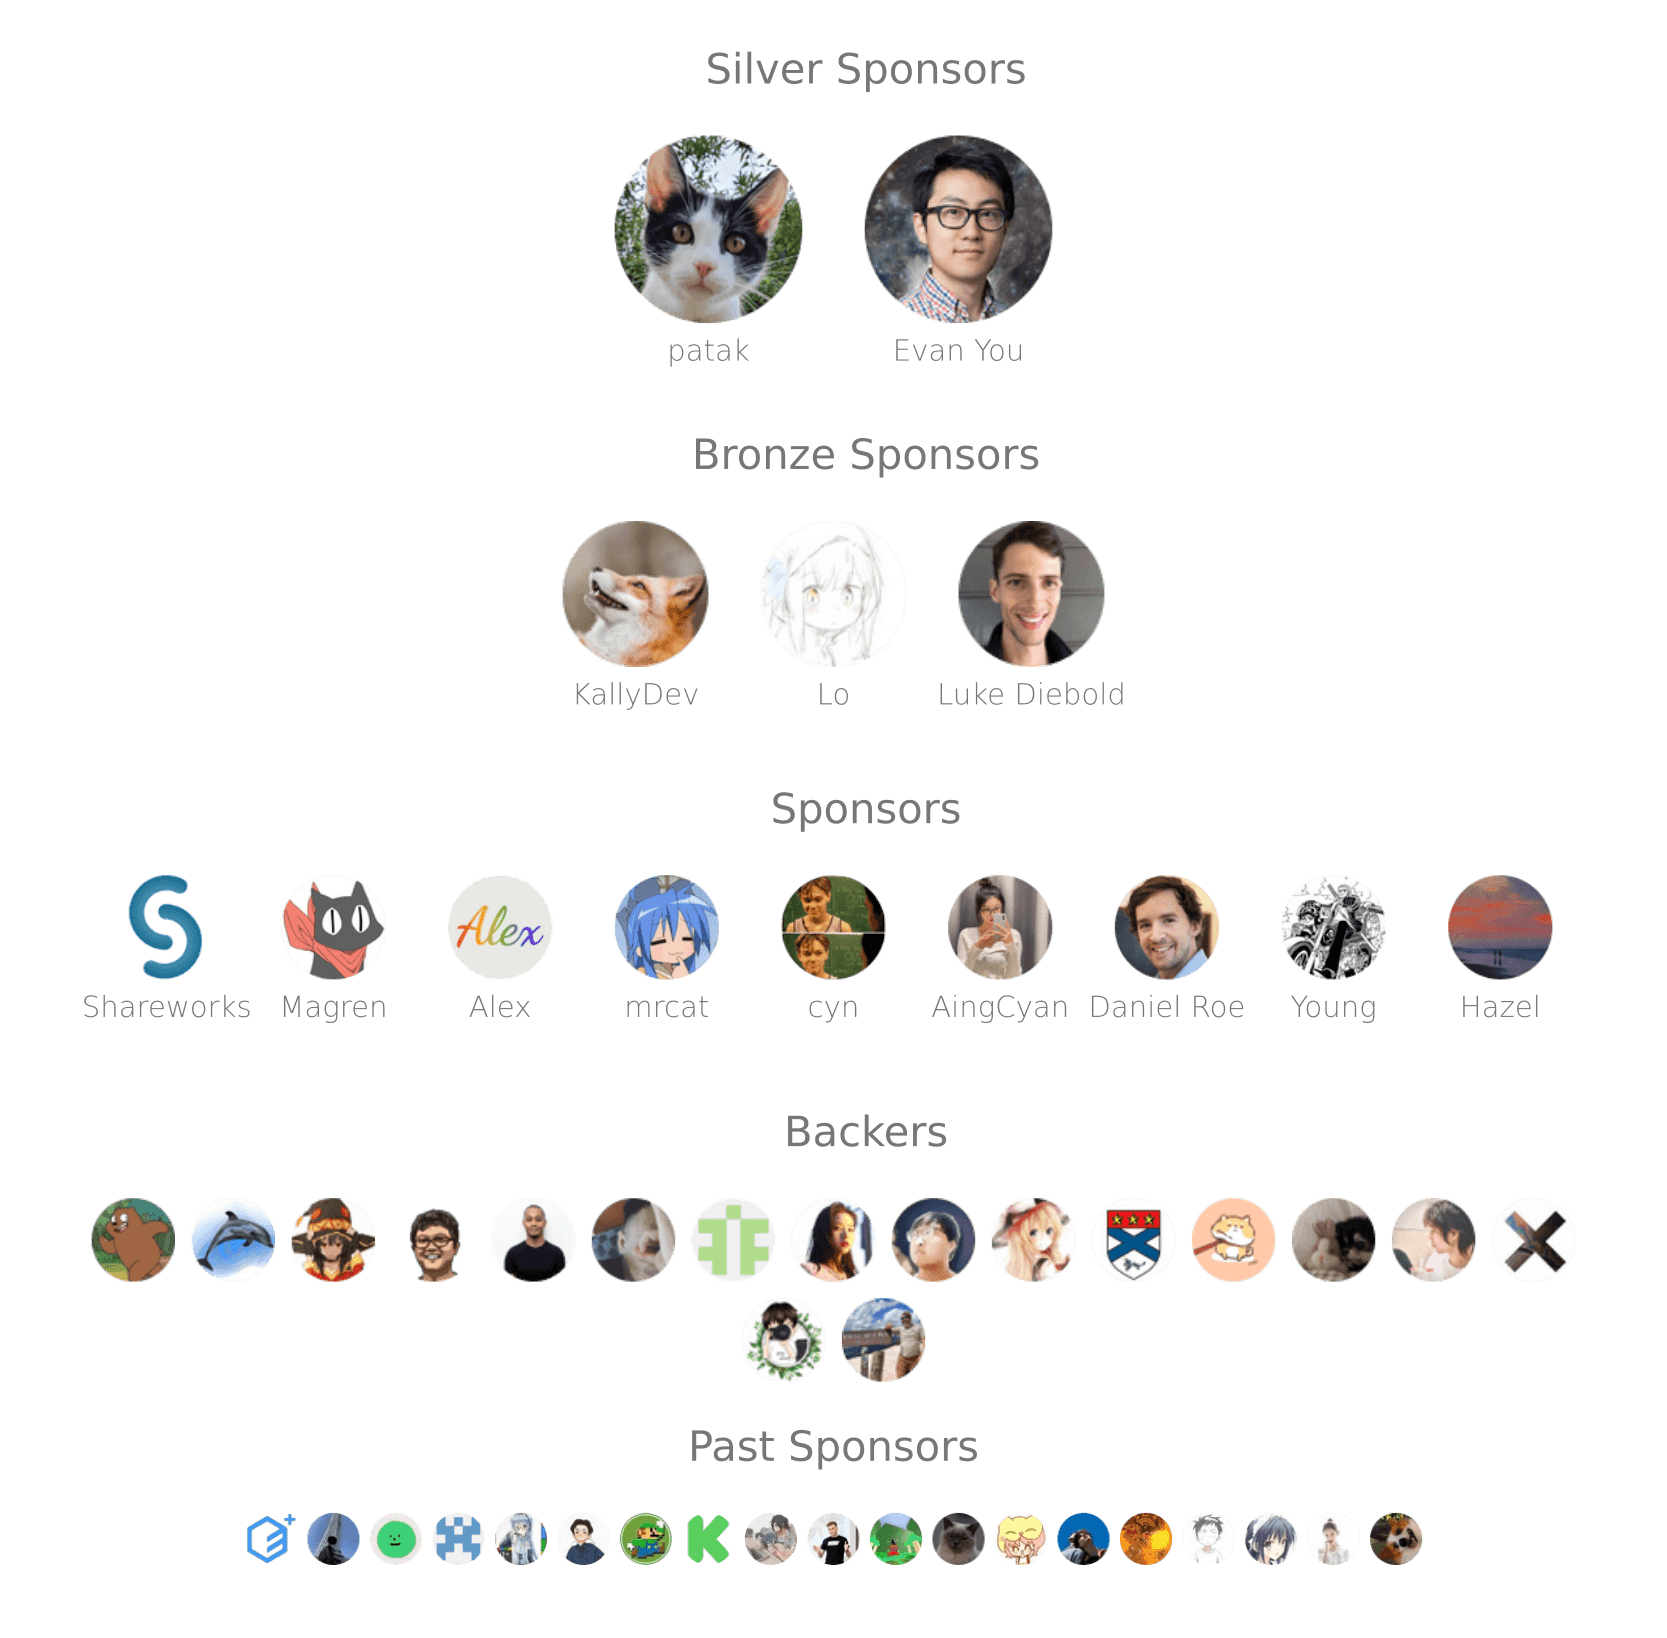 Silver Sponsors
patak Evan You
Bronze Sponsors
KallyDev Lo Luke Diebold
Sponsors
Alex
Shareworks Magren Alex mrcat cyn AingCyan Daniel Roe Young Hazel
Backers
Past Sponsors